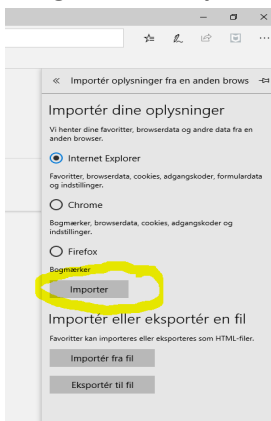 Importér oplysninger fra en anden brows
Importér dine oplysninger
Vi henter dine favoritter, browserdata og andre data fra en
anden browser.
Internet Explorer
Favoritter, browserdata, cookies, adgangskoder, formulardata
og indstillinger.
Chrome
Bogmærker, browserdata, cookies, adgangskoder og
indstillinger.
Firefox
Bogmærker
Importer
Importér eller eksportér en fil
Favoritter kan importeres eller eksporteres som HTML-filer.
Importér fra fil
Eksportér til fil